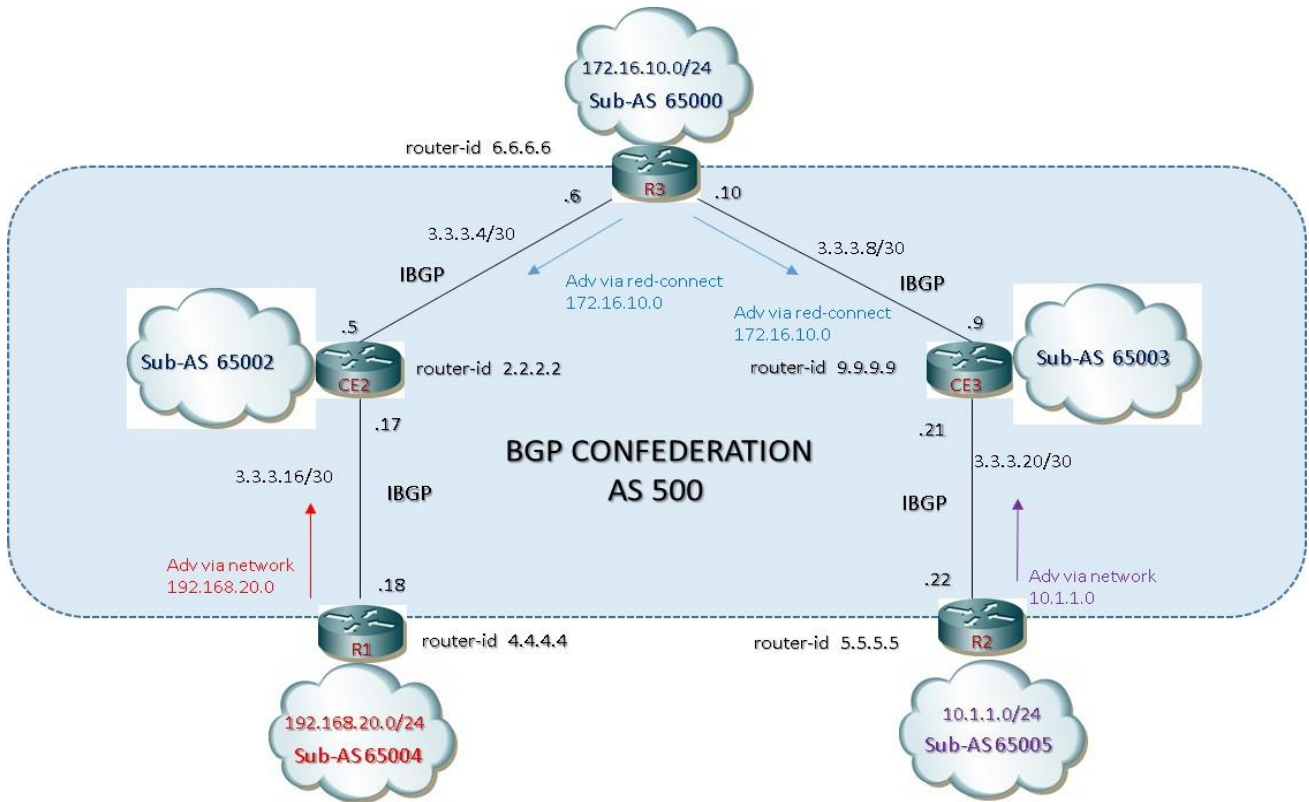 172.16.10.0/24
Sub-AS 65000
router-id 6.6.6.6
R3
.6
.10
3.3.3.4/30
3.3.3.8/30
IBGP
IBGP
Adv via red-connect
172.16.10.0
Adv via red-connect
172.16.10.0
.5
.9
Sub-AS 65002
CE2
router-id 2.2.2.2
router-id 9.9.9.9
CE3
Sub-AS 65003
.17
.21
BGP CONFEDERATION
AS 500
3.3.3.16/30
IBGP
3.3.3.20/30
IBGP
Adv via network
192.168.20.0
.18
.22
Adv via network
10.1.1.0
R1
router-id 4.4.4.4
router-id 5.5.5.5
R2
192.168.20.0/24
Sub-AS 65004
10.1.1.0/24
Sub-AS 65005